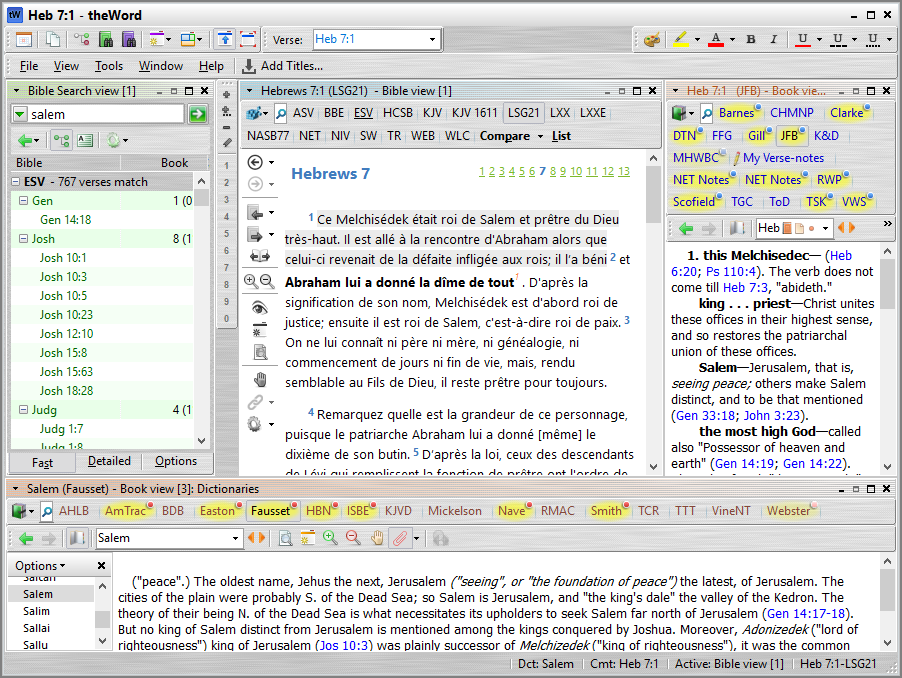 Heb 7:1 - theWord
Verse: Heb 7:1
B I U U U
File View Tools Window Help Add Titles...
Bible Search view [1]
salem
Bible Book
ESV - 767 verses match
Gen 1 (0
Gen 14:18
Josh 8 (1
Josh 10:1
Josh 10:3
Josh 10:5
Josh 10:23
Josh 12:10
Josh 15:8
Josh 15:63
Josh 18:28
Judg 4 (1
Judg 1:7
Judg 1:8
Fast Detailed Options
1
2
3
4
5
6
7
8
9
0
Hebrews 7:1 (LSG21) - Bible view [1]
ASV BBE ESV HCSB KJV KJV 1611 LSG21 LXX LXXE
NASB77 NET NIV SW TR WEB WLC Compare List
Hebrews 7 1 2 3 4 5 6 7 8 9 10 11 12 13
1 Ce Melchisédek était roi de Salem et prêtre du Dieu
très-haut. Il est allé à la rencontre d'Abraham alors que
celui-ci revenait de la défaite infligée aux rois; il l'a béni 2 et
Abraham lui a donné la dîme de tout . D'après la
signification de son nom, Melchisédek est d'abord roi de
justice; ensuite il est roi de Salem, c'est-à-dire roi de paix. 3
On ne lui connaît ni père ni mère, ni généalogie, ni
commencement de jours ni fin de vie, mais, rendu
semblable au Fils de Dieu, il reste prêtre pour toujours.
4 Remarquez quelle est la grandeur de ce personnage,
puisque le patriarche Abraham lui a donné [même] le
dixième de son butin. 5 D'après la loi, ceux des descendants
de Lévi qui remplissent la fonction de prêtre ont l'ordre de
Heb 7:1 (JFB) - Book vie...
Barnes CHMNP Clarke
DTN FFG Gill JFB K&D
MHWBC My Verse-notes
NET Notes NET Notes RWP
Scofield TGC ToD TSK VWS
Heb
1. this Melchisedec— (Heb
6:20; Ps 110:4). The verb does not
come till Heb 7:3, "abideth."
king . . . priest—Christ unites
these offices in their highest sense,
and so restores the patriarchal
union of these offices.
Salem—Jerusalem, that is,
seeing peace; others make Salem
distinct, and to be that mentioned
(Gen 33:18; John 3:23).
the most high God—called
also "Possessor of heaven and
earth" (Gen 14:19; Gen 14:22).
Salem (Fausset) - Book view [3]: Dictionaries
AHLB AmTrac BDB Easton Fausset HBN ISBE KJVD Mickelson Nave RMAC Smith TCR TTT VineNT Webster
Salem
Options
Salcah
Salem
Salim
Sallai
Sallu
("peace".) The oldest name, Jehus the next, Jerusalem ("seeing", or "the foundation of peace") the latest, of Jerusalem. The
cities of the plain were probably S. of the Dead Sea; so Salem is Jerusalem, and "the king's dale" the valley of the Kedron. The
theory of their being N. of the Dead Sea is what necessitates its upholders to seek Salem far north of Jerusalem (Gen 14:17-18).
But no king of Salem distinct from Jerusalem is mentioned among the kings conquered by Joshua. Moreover, Adonizedek ("lord of
righteousness") king of Jerusalem (Jos 10:3) was plainly successor of Melchizedek ("king of righteousness"), it was the common
Dct: Salem Cmt: Heb 7:1 Active: Bible view [1] Heb 7:1-LSG21